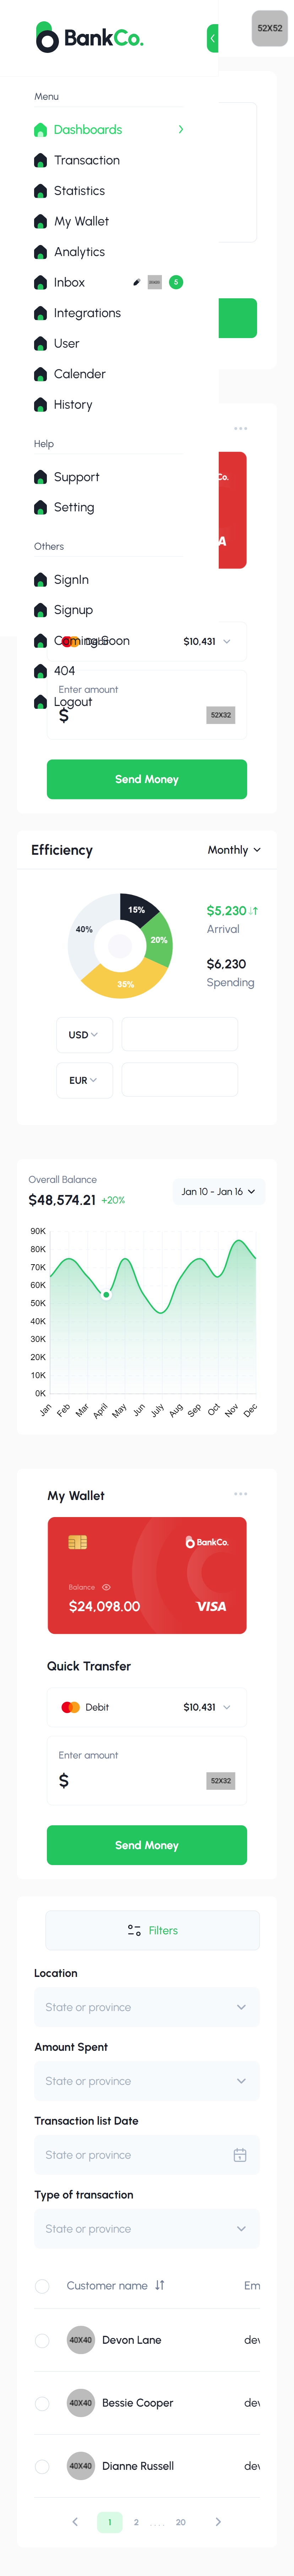 BankCo.
52X52
Menu
Dashboards
Transaction
Statistics
My Wallet
Analytics
Inbox 5
Integrations
User
Calender
History
Help
Support
Setting
Others
SignIn
Signup
Coming Soon
$10,431
404
Enter amount
Logout
$ 52X32
Send Money
Efficiency Monthly
15%
40%
20%
35%
$5,230
Arrival
$6,230
Spending
USD
EUR
Overall Balance
$48,574.21 +20%
Jan 10 - Jan 16
90K
80K
70K
60K
50K
40K
30K
20K
10K
0K
Jan Feb Mar April May Jun July Aug Sep Oct Nov Dec
My Wallet
BankCo.
Balance
$24,098.00 VISA
Quick Transfer
Debit $10,431
Enter amount
$ 52X32
Send Money
Filters
Location
State or province
Amount Spent
State or province
Transaction list Date
State or province
Type of transaction
State or province
Customer name Em
40X40 Devon Lane dev
40X40 Bessie Cooper dev
40X40 Dianne Russell dev
1 2 .... 20